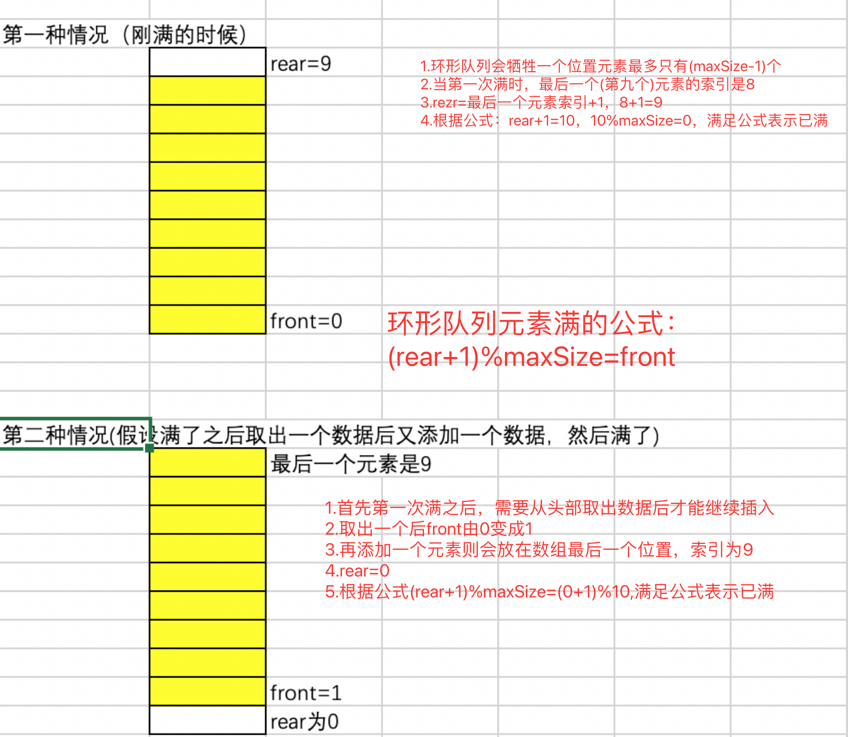 第一种情况（刚满的时候）
rear=9
1.环形队列会牺牲一个位置元素最多只有(maxSize-1)个
2.当第一次满时，最后一个(第九个)元素的索引是8
3.rezr=最后一个元素索引+1，8+1=9
4.根据公式：rear+1=10，10%maxSize=0，满足公式表示已满
front=0
环形队列元素满的公式：
(rear+1)%maxSize=front
第二种情况(假设满了之后取出一个数据后又添加一个数据，然后满了)
最后一个元素是9
1.首先第一次满之后，需要从头部取出数据后才能继续插入
2.取出一个后front由0变成1
3.再添加一个元素则会放在数组最后一个位置，索引为9
4.rear=0
5.根据公式(rear+1)%maxSize=(0+1)%10,满足公式表示已满
front=1
rear为0